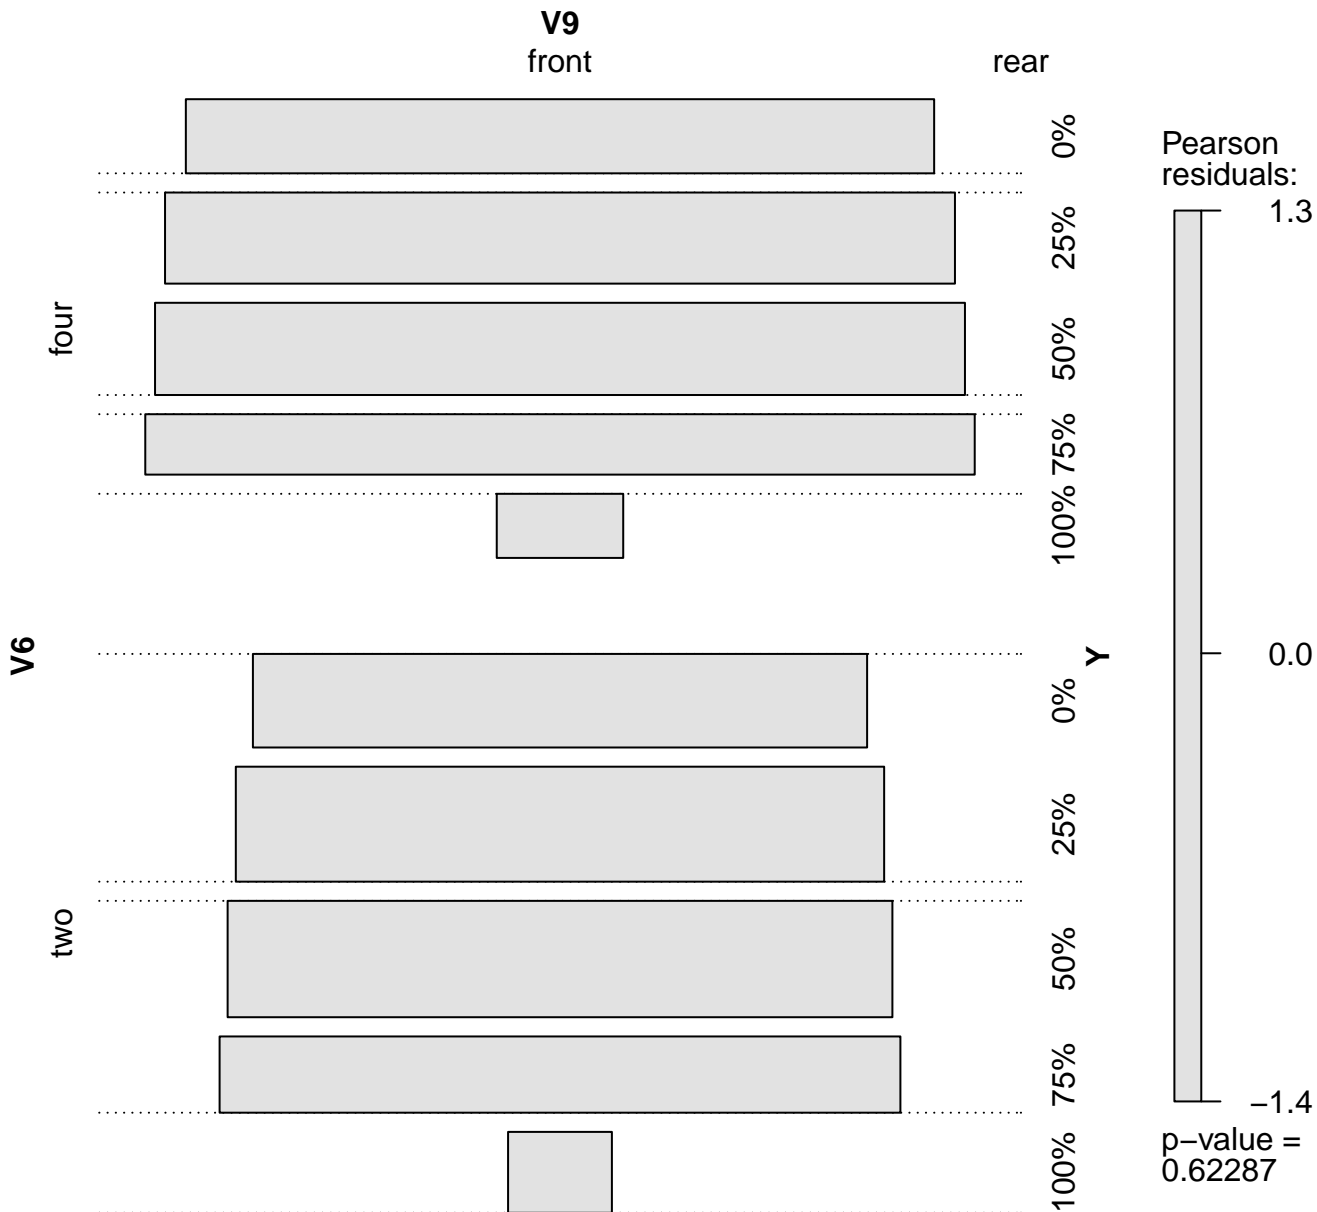 V9
front
rear
four
0%
25%
50%
75%
100%
V6
Y
two
0%
25%
50%
75%
100%
Pearson
residuals:
1.3
0.0
−1.4
p−value =
0.62287